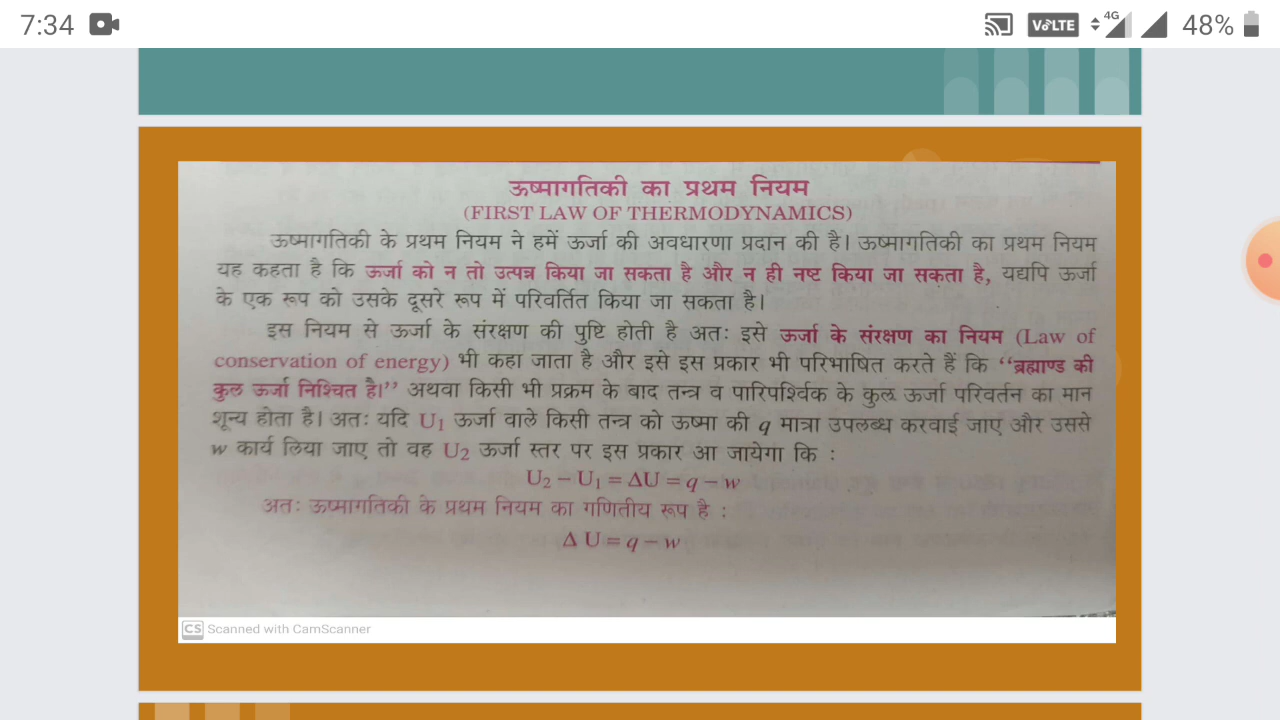 7:34
VoLTE
4G
48%
ऊष्मागतिकी का प्रथम नियम
(FIRST LAW OF THERMODYNAMICS)
ऊष्मागतिकी के प्रथम नियम ने हमें ऊर्जा की अवधारणा प्रदान की है। ऊष्मागतिकी का प्रथम नियम
यह कहता है कि ऊर्जा को न तो उत्पन्न किया जा सकता है और न ही नष्ट किया जा सकता है, यद्यपि ऊर्जा
के एक रूप को उसके दूसरे रूप में परिवर्तित किया जा सकता है।
इस नियम से ऊर्जा के संरक्षण की पुष्टि होती है अतः इसे ऊर्जा के संरक्षण का नियम (Law of
conservation of energy) भी कहा जाता है और इसे इस प्रकार भी परिभाषित करते हैं कि ‘‘ब्रह्माण्ड की
कुल ऊर्जा निश्चित है।’’ अथवा किसी भी प्रक्रम के बाद तन्त्र व पारिपर्श्विक के कुल ऊर्जा परिवर्तन का मान
शून्य होता है। अतः यदि U₁ ऊर्जा वाले किसी तन्त्र को ऊष्मा की q मात्रा उपलब्ध करवाई जाए और उससे
w कार्य लिया जाए तो वह U₂ ऊर्जा स्तर पर इस प्रकार आ जायेगा कि :
U₂ – U₁ = ΔU = q – w
अतः ऊष्मागतिकी के प्रथम नियम का गणितीय रूप है :
Δ U = q – w
CS Scanned with CamScanner